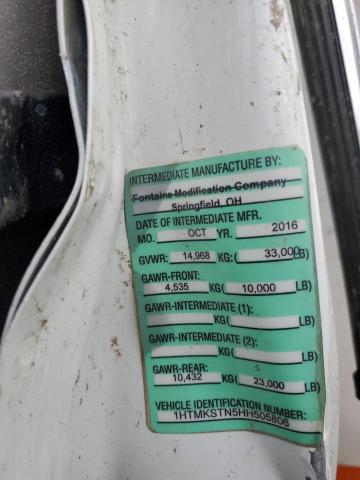 INTERMEDIATE MANUFACTURE BY:
Fontaine Modification Company
Springfield, OH
DATE OF INTERMEDIATE MFR.
MO. OCT YR. 2016
GVWR: 14,968 KG( 33,000 LB)
GAWR-FRONT:
4,535 KG( 10,000 LB)
GAWR-INTERMEDIATE (1):
KG( LB)
GAWR-INTERMEDIATE (2):
KG( LB)
GAWR-REAR:
10,432 KG( 23,000 LB)
VEHICLE IDENTIFICATION NUMBER:
1HTMKSTN5HH505806